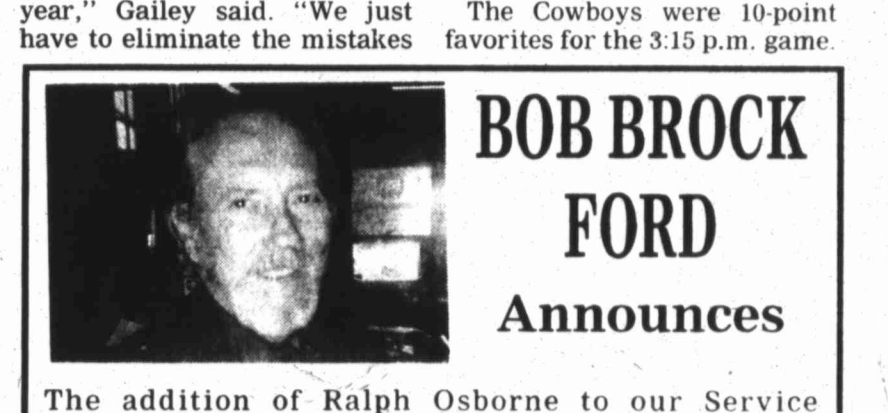 year," Gailey said. "We just
have to eliminate the mistakes
The Cowboys were 10-point
favorites for the 3:15 p.m. game.
BOB BROCK
FORD
Announces
The addition of Ralph Osborne to our Service